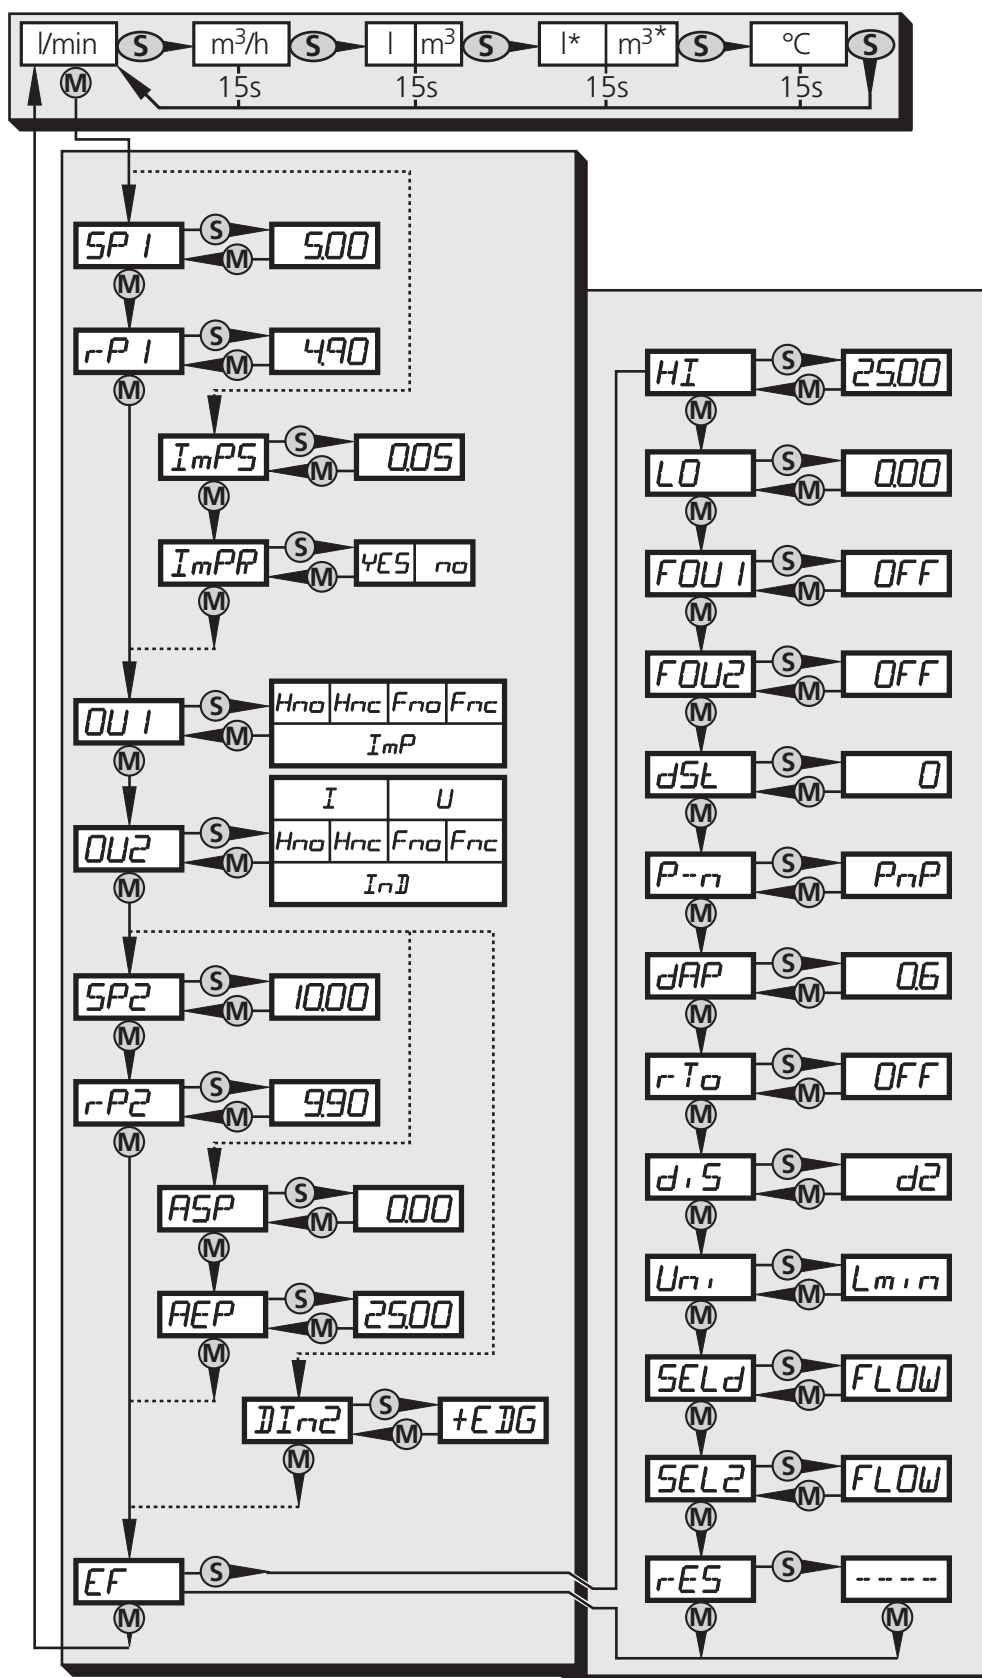 l/min S m³/h S l m³ S l* m³* S °C S
M 15s 15s 15s 15s
SP1 S M 5.00
M
rP1 S M 4.90
M
ImPS S M 0.05
M
ImPR S M YES no
M
OU1 S M Hno Hnc Fno Fnc
ImP
M
I U
OU2 S M Hno Hnc Fno Fnc
InD
M
SP2 S M 10.00
M
rP2 S M 9.90
M
ASP S M 0.00
M
AEP S M 25.00
M
DIn2 S M +EDG
M
EF S
M
HI S M 25.00
M
LO S M 0.00
M
FOU1 S M OFF
M
FOU2 S M OFF
M
dSt S M 0
M
P-n S M PnP
M
dAP S M 0.6
M
rTo S M OFF
M
diS S M d2
M
Uni S M Lmin
M
SELd S M FLOW
M
SEL2 S M FLOW
M
rES S ----
M M